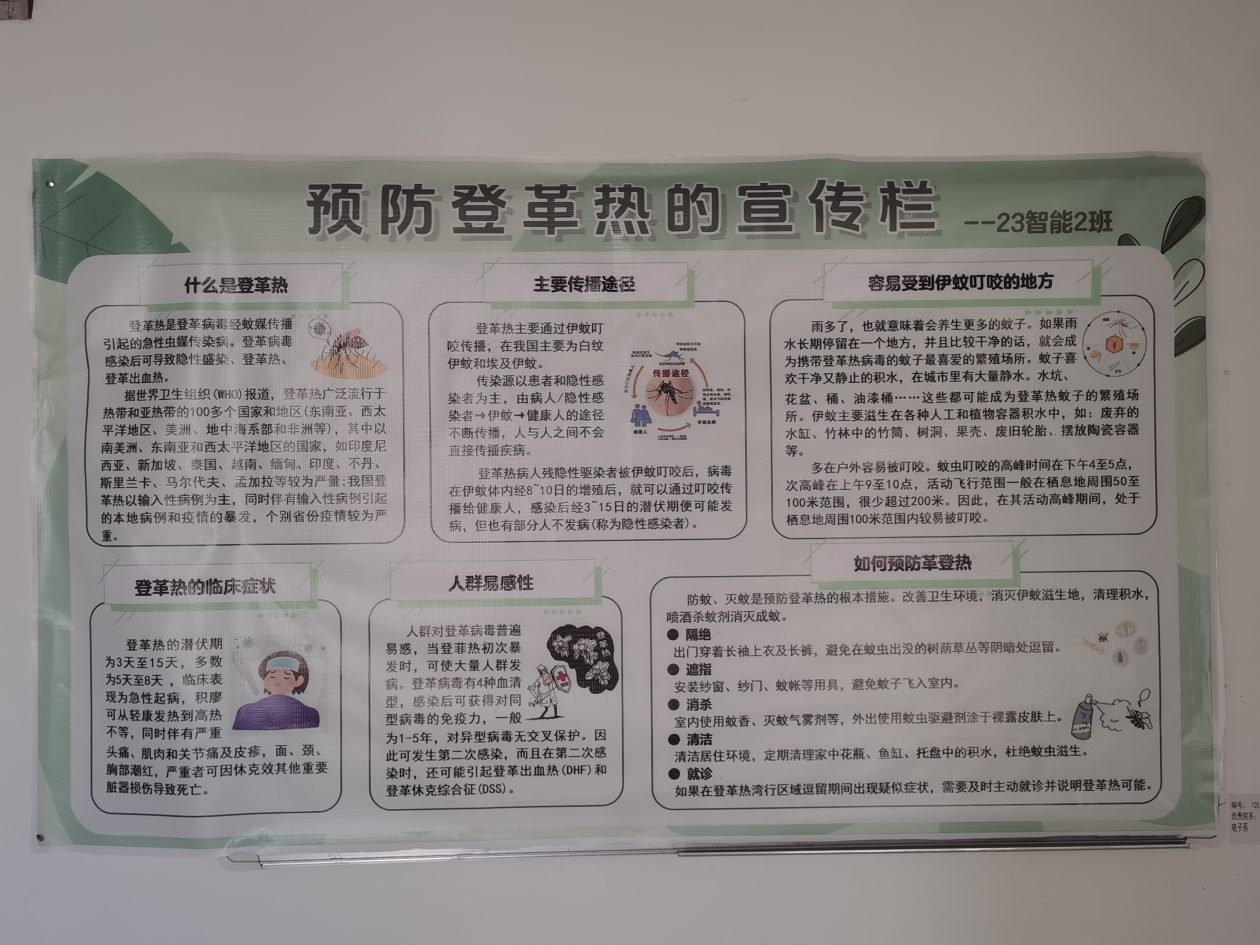 预防登革热的宣传栏 --23智能2班
什么是登革热
登革热是登革病毒经蚊媒传播
引起的急性虫媒传染病。登革病毒
感染后可导致隐性盛染、登革热、
登革出血热。
据世界卫生组织(WHO)报道，登革热广泛流行于
热带和亚热带的100多个国家和地区(东南亚、西太
平洋地区、美洲、地中海系部和非洲等)，其中以
南美洲、东南亚和西太平洋地区的国家，如印度尼
西亚、新加坡、泰国、越南、缅甸、印度、不丹、
斯里兰卡、马尔代夫、孟加拉等较为严量;我国登
革热以输入性病例为主，同时伴有输入性病例引起
的本地病例和疫情的暴发，个别省份疫情较为严
重。
主要传播途径
登革热主要通过伊蚊叮
咬传播，在我国主要为白纹
伊蚊和埃及伊蚊。
传染源以患者和隐性感
染者为主，由病人/隐性感
染者→伊蚊→健康人的途径
不断传播，人与人之间不会
直接传播疾病。
传播途径
健康人
登革热病人残隐性驱染者被伊蚊叮咬后，病毒
在伊蚊体内经8~10日的增殖后，就可以通过叮咬传
播给健康人，感染后经3~15日的潜伏期便可能发
病，但也有部分人不发病(称为隐性感染者)。
容易受到伊蚊叮咬的地方
雨多了，也就意味着会养生更多的蚊子。如果雨
水长期停留在一个地方，并且比较干净的话，就会成
为携带登革热病毒的蚊子最喜爱的繁殖场所。蚊子喜
欢干净又静止的积水，在城市里有大量静水。水坑、
花盆、桶、油漆桶……这些都可能成为登革热蚊子的繁殖场
所。伊蚊主要滋生在各种人工和植物容器积水中，如：废弃的
水缸、竹林中的竹筒、树洞、果壳、废旧轮胎、摆放陶瓷容器
等。
多在户外容易被叮咬。蚊虫叮咬的高峰时间在下午4至5点，
次高峰在上午9至10点，活动飞行范围一般在栖息地周围50至
100米范围，很少超过200米。因此，在其活动高峰期间，处于
栖息地周围100米范围内较易被叮咬。
登革热的临床症状
登革热的潜伏期
为3天至15天，多数
为5天至8天，临床表
现为急性起病，积廖
可从轻康发热到高热
不等，同时伴有严重
头痛、肌肉和关节痛及皮疹，面、颈、
胸部潮红，严重者可因休克效其他重要
脏器损伤导致死亡。
人群易感性
人群对登革病毒普遍
易惑，当登菲热初次暴
发时，可使大量人群发
病。登革病毒有4种血清
型，感染后可获得对同
型病毒的免疫力，一般
为1-5年，对异型病毒无交叉保护。因
此可发生第二次感染，而且在第二次感
染时，还可能引起登革出血热(DHF)和
登革休克综合征(DSS)。
如何预防革登热
防蚊、灭蚊是预防登革热的根本措施。改善卫生环境，消灭伊蚊滋生地，清理积水，
喷酒杀蚊剂消灭成蚊。
● 隔绝
出门穿着长袖上衣及长裤，避免在蚊虫出没的树荫草丛等阴暗处逗留。
● 遮指
安装纱窗、纱门、蚊帐等用具，避免蚊子飞入室内。
● 消杀
室内使用蚊香、灭蚊气雾剂等，外出使用蚊虫驱避剂涂于裸露皮肤上。
● 清洁
清洁居住环境，定期清理家中花瓶、鱼缸、托盘中的积水，杜绝蚊虫滋生。
● 就诊
如果在登革热湾行区域逗留期间出现疑似症状，需要及时主动就诊并说明登革热可能。
编号：
负责院系：
电子系